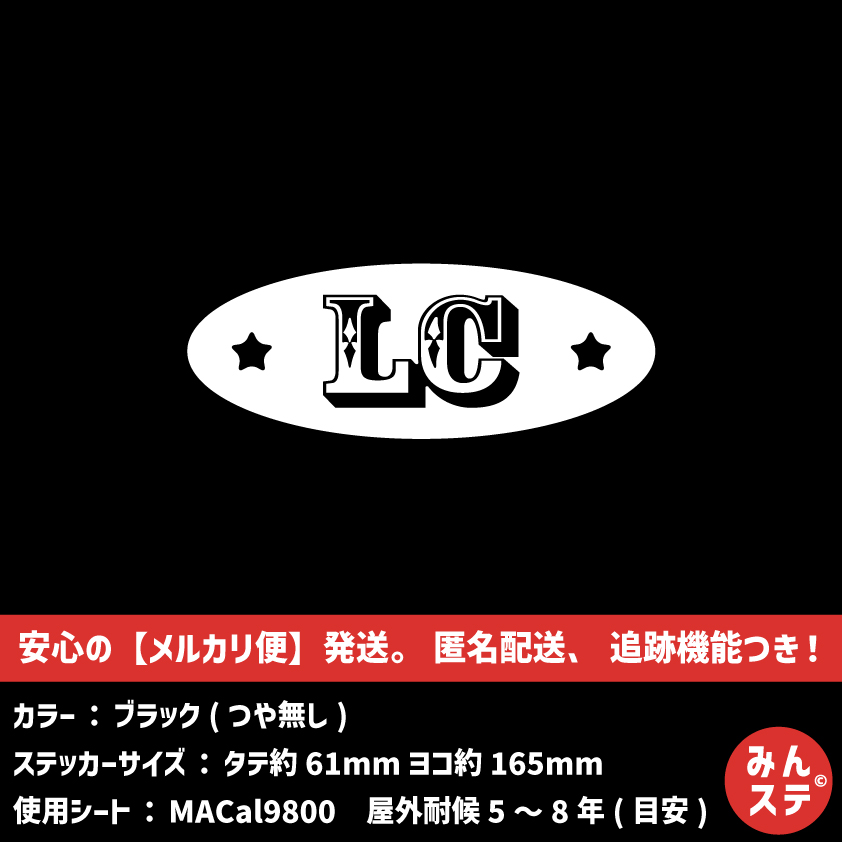 LC
安心の【メルカリ便】発送。 匿名配送、 追跡機能つき！
カラー ： ブラック ( つや無し )
ステッカーサイズ ： タテ約 61mm ヨコ約 165mm
使用シート ： MACal9800　屋外耐候 5 ～ 8 年 ( 目安 )
みん
ステ©